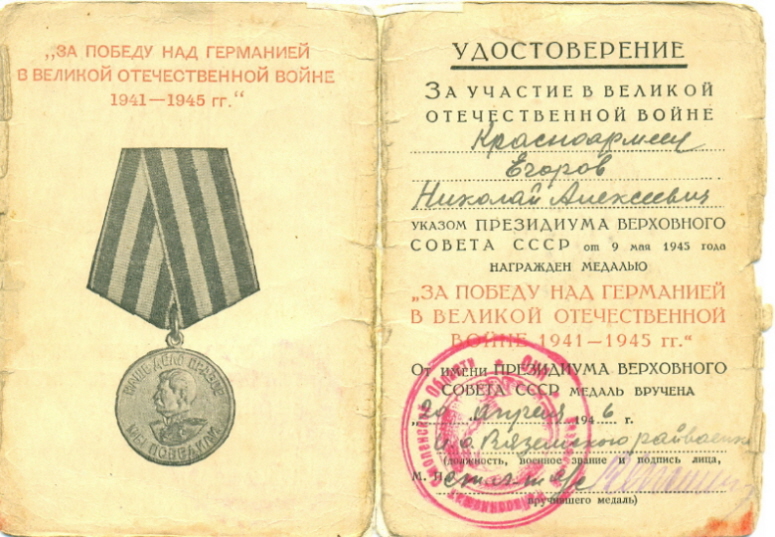 „ЗА ПОБЕДУ НАД ГЕРМАНИЕЙ
В ВЕЛИКОЙ ОТЕЧЕСТВЕННОЙ ВОЙНЕ
1941—1945 гг.“
НАШЕ ДЕЛО ПРАВОЕ
МЫ ПОБЕДИЛИ
УДОСТОВЕРЕНИЕ
ЗА УЧАСТИЕ В ВЕЛИКОЙ
ОТЕЧЕСТВЕННОЙ ВОЙНЕ
Красноармеец
Егоров
Николай Алексеевич
УКАЗОМ ПРЕЗИДИУМА ВЕРХОВНОГО
СОВЕТА СССР от 9 мая 1945 года
НАГРАЖДЕН МЕДАЛЬЮ
„ЗА ПОБЕДУ НАД ГЕРМАНИЕЙ
В ВЕЛИКОЙ ОТЕЧЕСТВЕННОЙ
ВОЙНЕ 1941—1945 гг.“
От имени ПРЕЗИДИУМА ВЕРХОВНОГО
СОВЕТА СССР МЕДАЛЬ ВРУЧЕНА
апреля 1946 г.
Вяземского
(должность, военное звание и подпись лица,
М. П.
вручившего медаль)